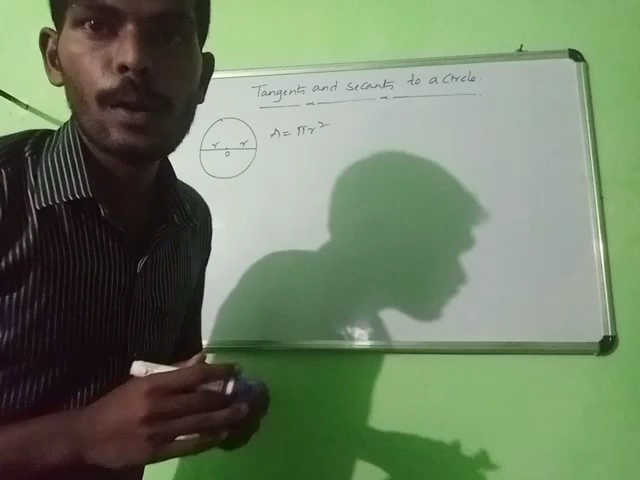 Tangents and secants to a Circle.
A = πr²
r r
O